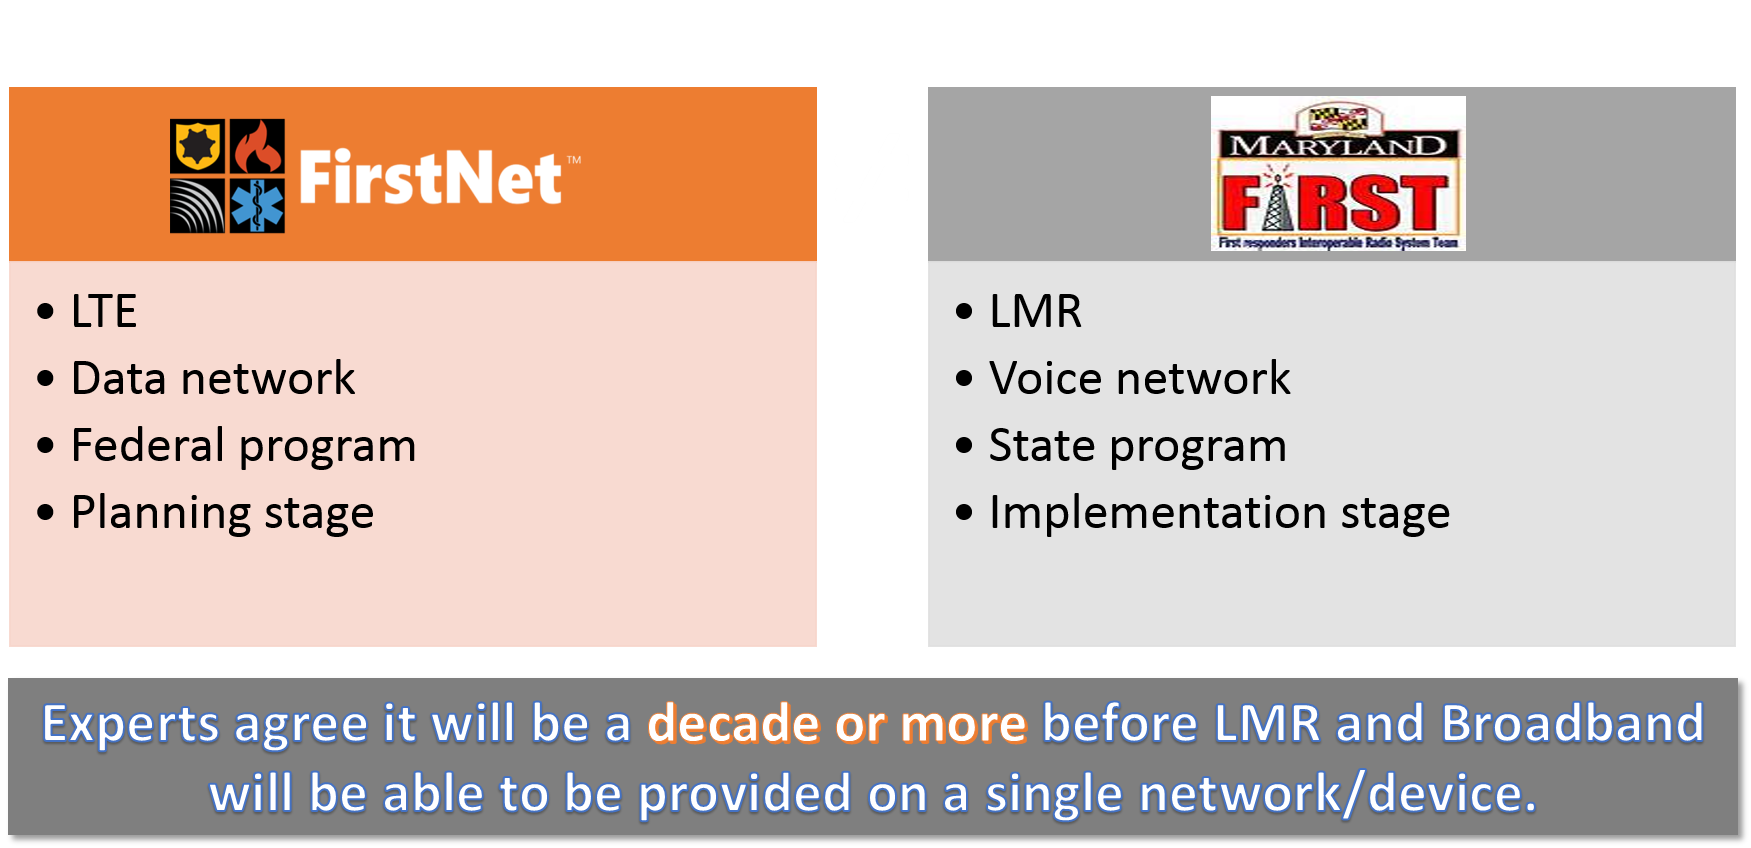 FirstNet™
• LTE
• Data network
• Federal program
• Planning stage
MARYLAND
FiRST
First responders Interoperable Radio System Team
• LMR
• Voice network
• State program
• Implementation stage
Experts agree it will be a decade or more before LMR and Broadband
will be able to be provided on a single network/device.